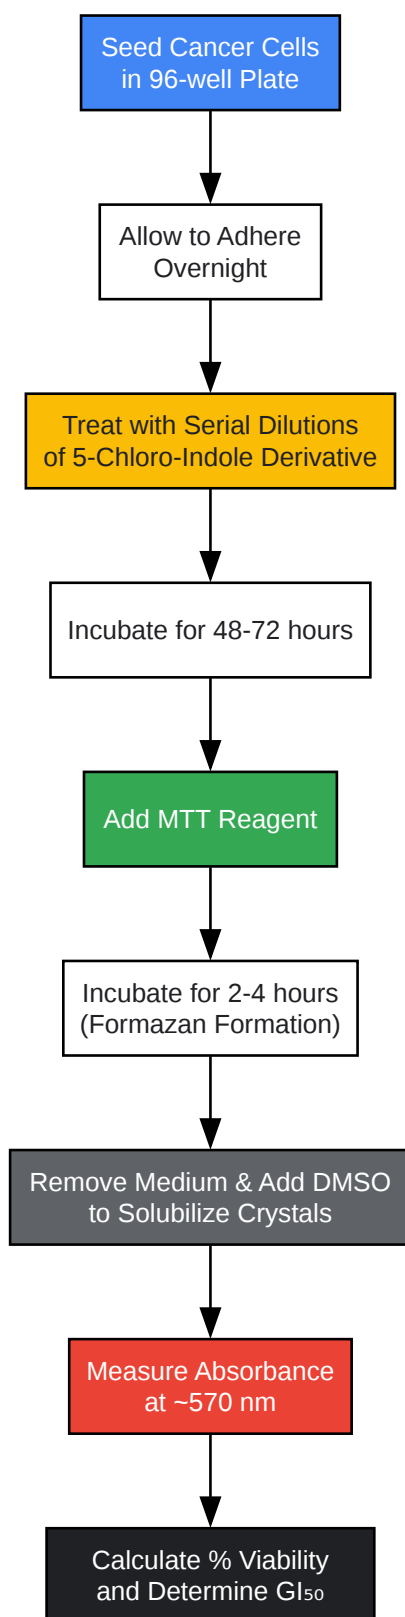 Seed Cancer Cells
in 96-well Plate
Allow to Adhere
Overnight
Treat with Serial Dilutions
of 5-Chloro-Indole Derivative
Incubate for 48-72 hours
Add MTT Reagent
Incubate for 2-4 hours
(Formazan Formation)
Remove Medium & Add DMSO
to Solubilize Crystals
Measure Absorbance
at ~570 nm
Calculate % Viability
and Determine GI₅₀